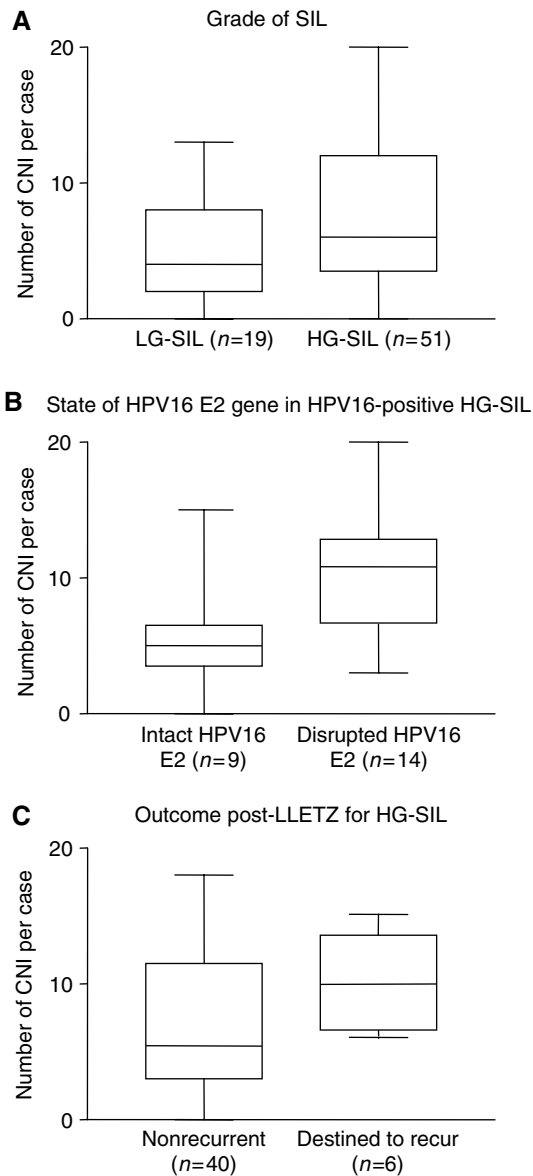 A
Grade of SIL
Number of CNI per case
20
10
0
LG-SIL (n=19)
HG-SIL (n=51)
B
State of HPV16 E2 gene in HPV16-positive HG-SIL
Number of CNI per case
20
10
0
Intact HPV16
E2 (n=9)
Disrupted HPV16
E2 (n=14)
C
Outcome post-LLETZ for HG-SIL
Number of CNI per case
20
10
0
Nonrecurrent
(n=40)
Destined to recur
(n=6)